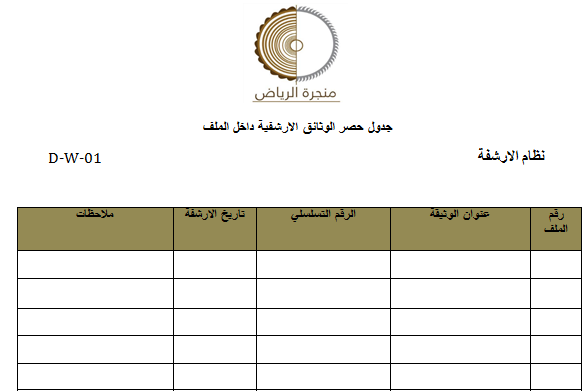 منجرة الرياض
جدول حصر الوثائق الارشفية داخل الملف
نظام الارشفة D-W-01
رقم الملف عنوان الوثيقة الرقم التسلسلي تاريخ الارشفة ملاحظات